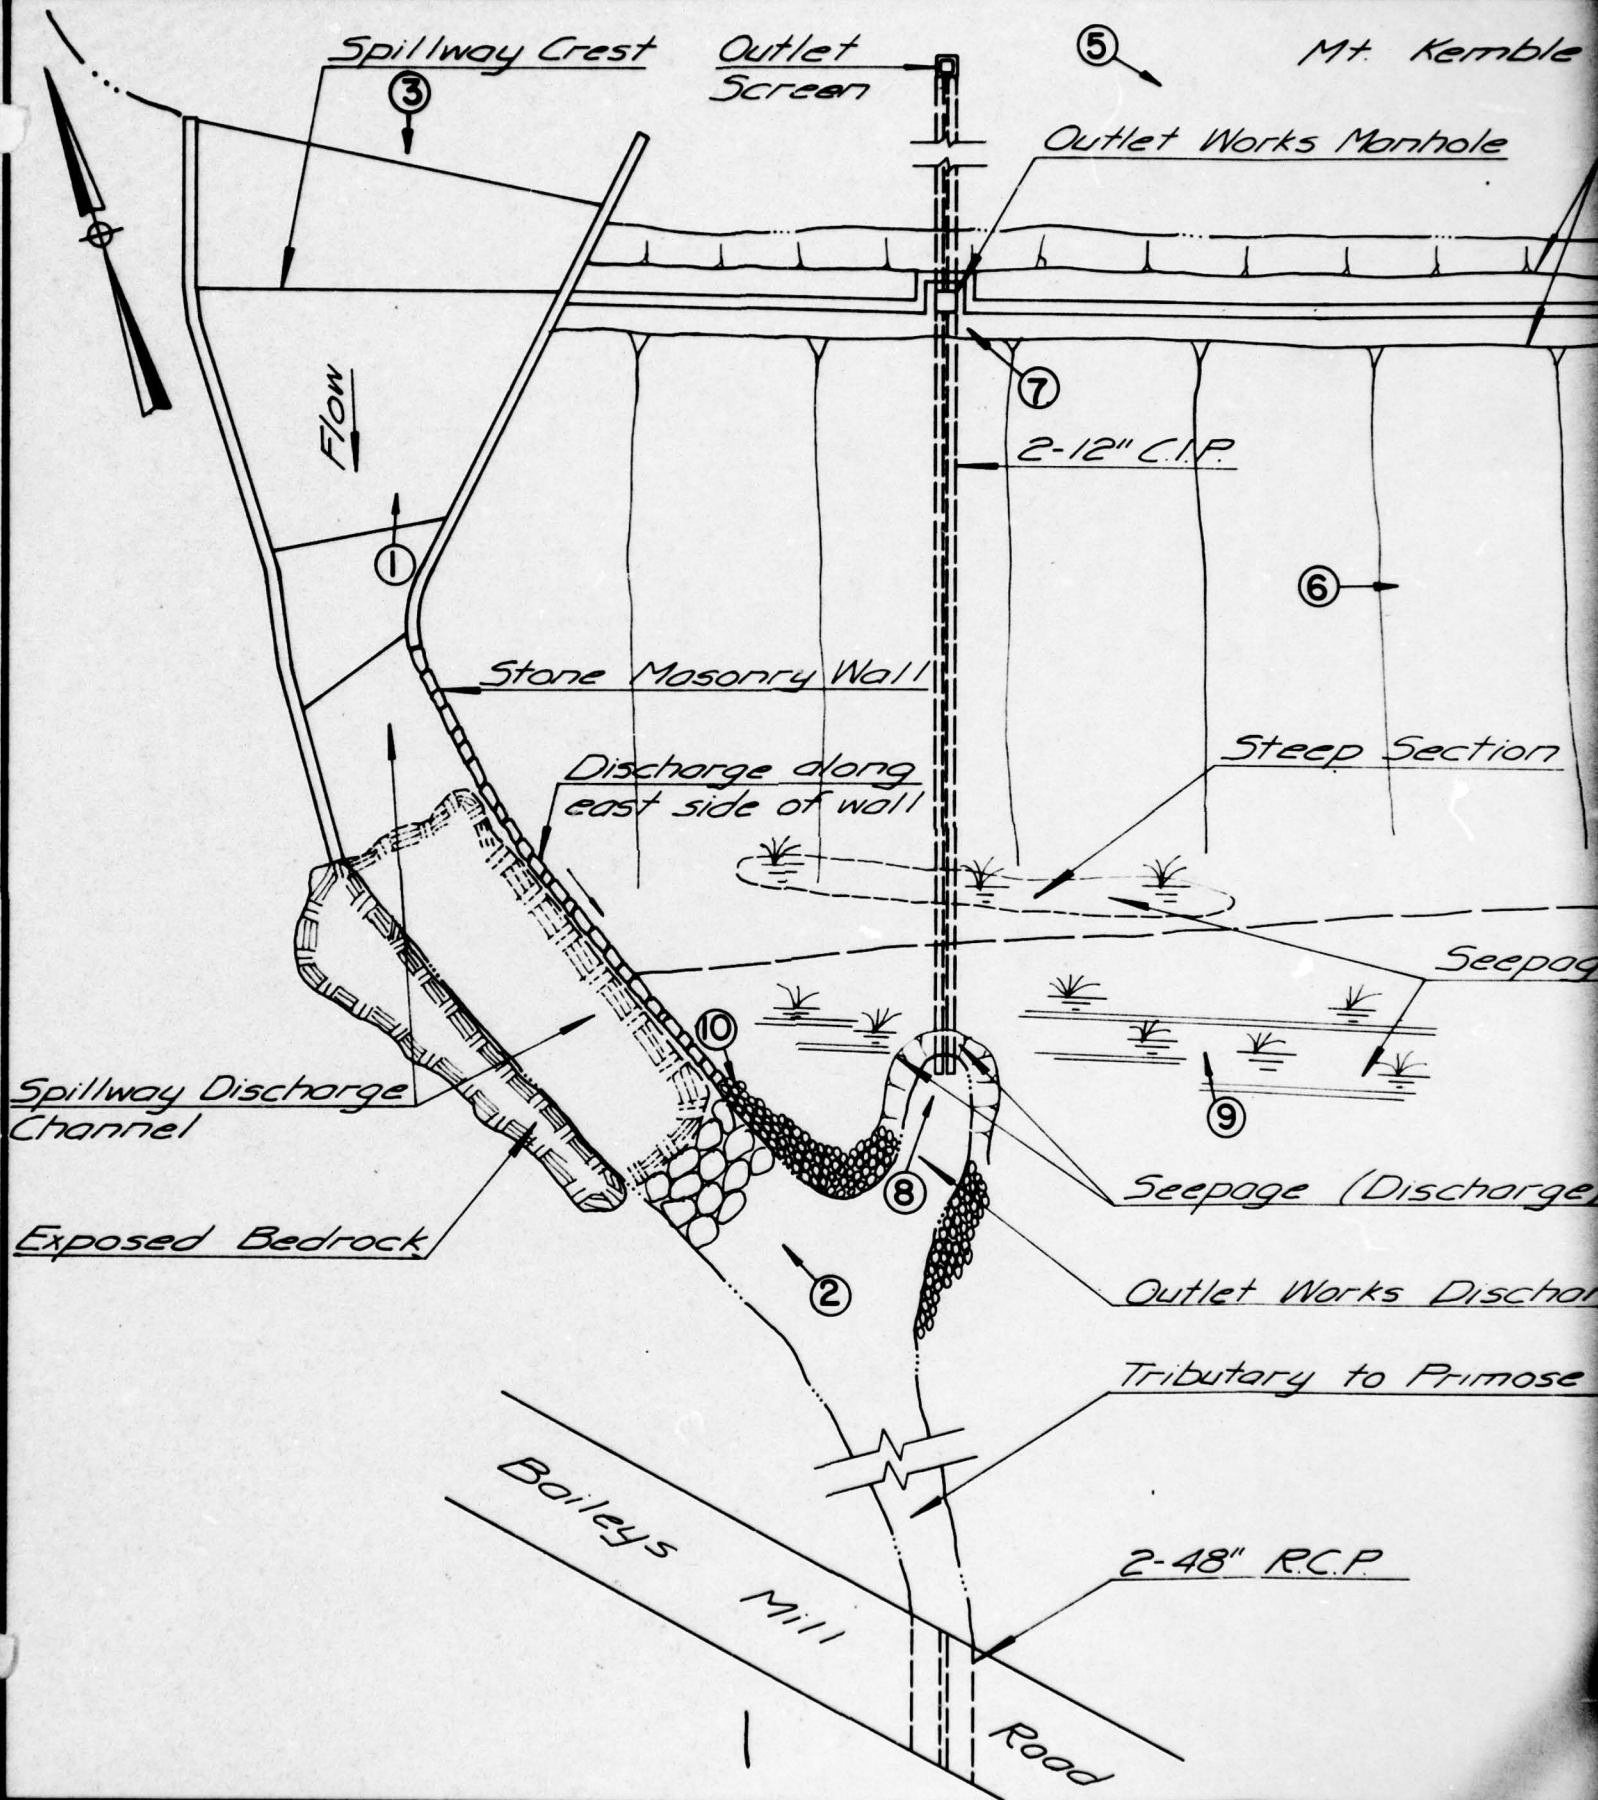 Spillway Crest
3
Outlet
Screen
5
Mt. Kemble
Outlet Works Manhole
7
Flow
2-12" C.I.P.
1
6
Stone Masonry Wall
Steep Section
Discharge along
east side of wall
Seepag
10
Spillway Discharge
Channel
9
8
Seepage (Discharge
Exposed Bedrock
2
Outlet Works Dischar
Tributary to Primose
Baileys Mill Road
2-48" R.C.P.